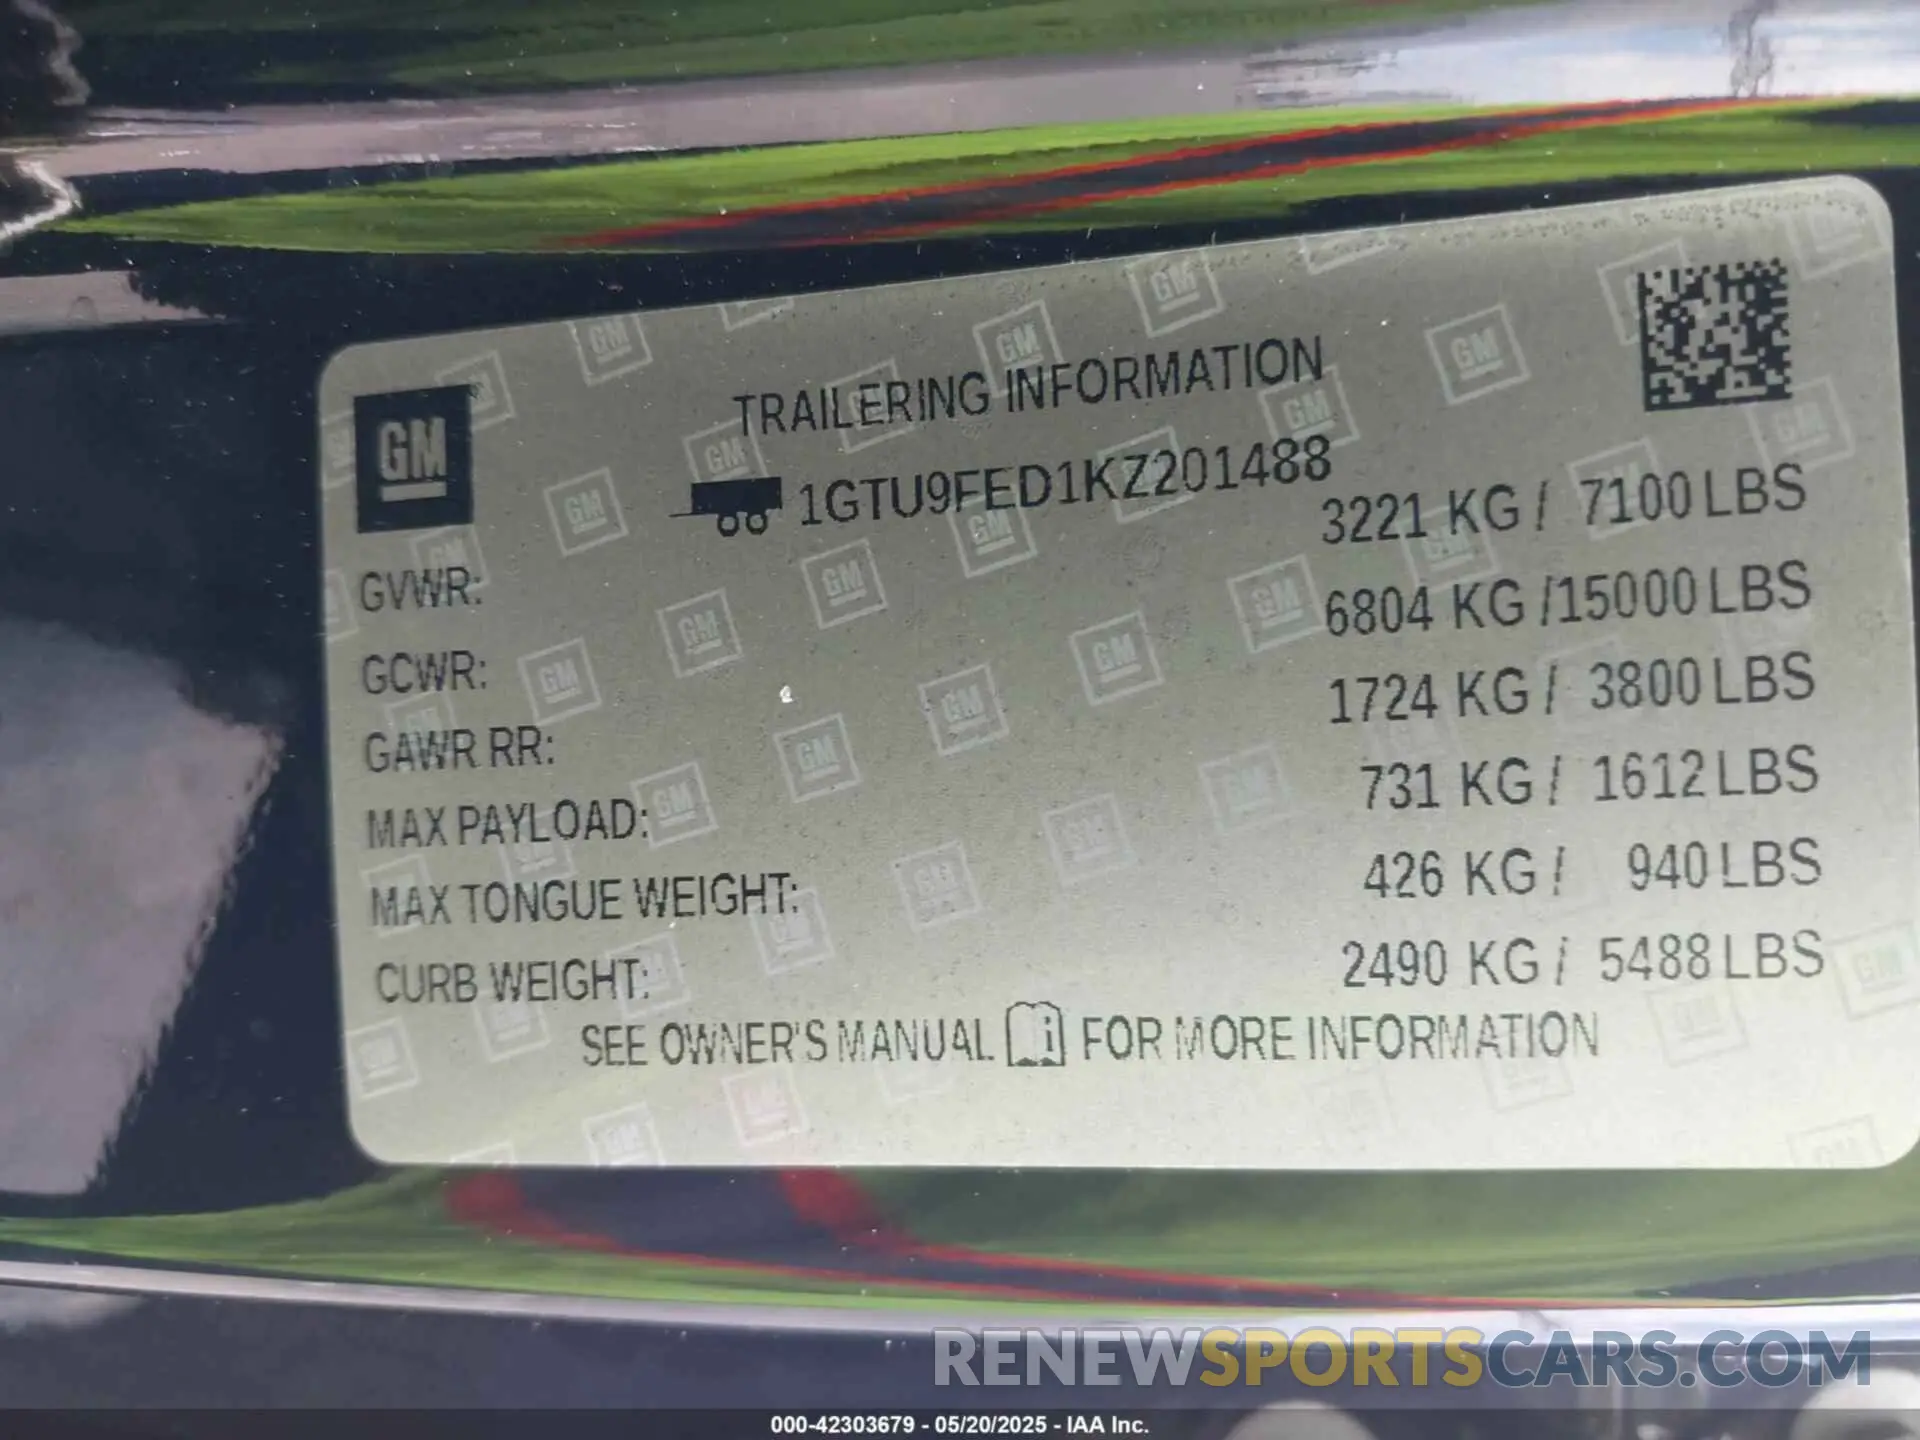 GM
TRAILERING INFORMATION
1GTU9FED1KZ201488
GVWR: 3221 KG / 7100 LBS
GCWR: 6804 KG /15000 LBS
GAWR RR: 1724 KG / 3800 LBS
MAX PAYLOAD: 731 KG / 1612 LBS
MAX TONGUE WEIGHT: 426 KG / 940 LBS
CURB WEIGHT: 2490 KG / 5488 LBS
SEE OWNER'S MANUAL i FOR MORE INFORMATION
RENEWSPORTSCARS.COM
000-42303679 - 05/20/2025 - IAA Inc.